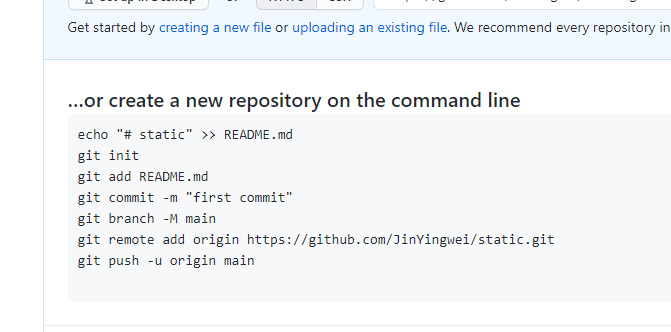 Get started by creating a new file or uploading an existing file. We recommend every repository in
...or create a new repository on the command line
echo "# static" >> README.md
git init
git add README.md
git commit -m "first commit"
git branch -M main
git remote add origin https://github.com/JinYingwei/static.git
git push -u origin main